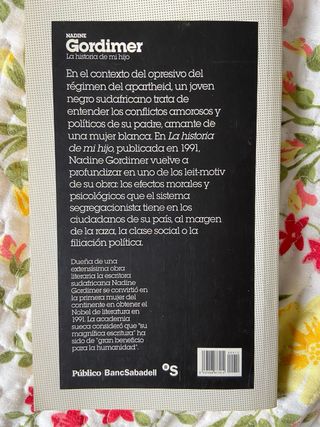 NADINE
Gordimer
La historia de mi hijo
En el contexto del opresivo del
régimen del apartheid, un joven
negro sudafricano trata de
entender los conflictos amorosos y
políticos de su padre, amante de
una mujer blanca. En La historia
de mi hijo, publicada en 1991,
Nadine Gordimer vuelve a
profundizar en uno de los leit-motiv
de su obra: los efectos morales y
psicológicos que el sistema
segregacionista tiene en los
ciudadanos de su país, al margen
de la raza, la clase social o la
filiación política.
Dueña de una
extensísima obra
literaria la escritora
sudafricana Nadine
Gordimer se convirtió en
la primera mujer del
continente en obtener el
Nobel de literatura en
1991. La academia
sueca consideró que "su
magnífica escritura" ha
sido de "gran beneficio
para la humanidad".
Público BancSabadell
S